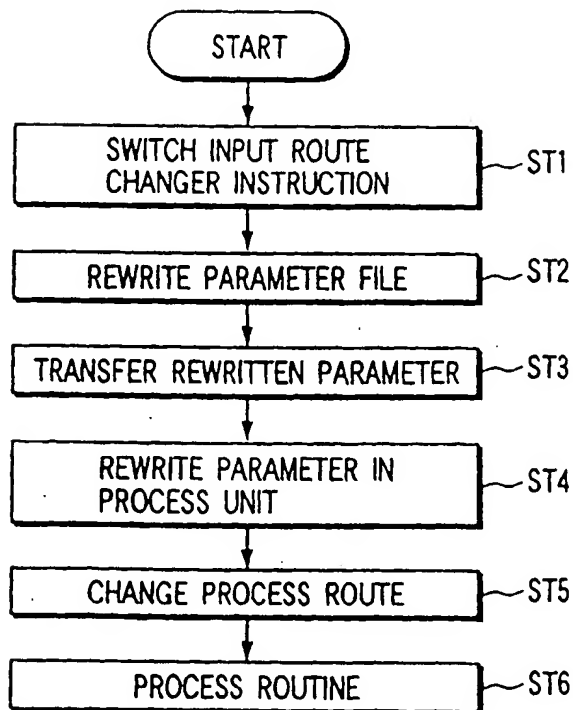 START
SWITCH INPUT ROUTE
CHANGER INSTRUCTION
ST1
REWRITE PARAMETER FILE
ST2
TRANSFER REWRITTEN PARAMETER
ST3
REWRITE PARAMETER IN
PROCESS UNIT
ST4
CHANGE PROCESS ROUTE
ST5
PROCESS ROUTINE
ST6